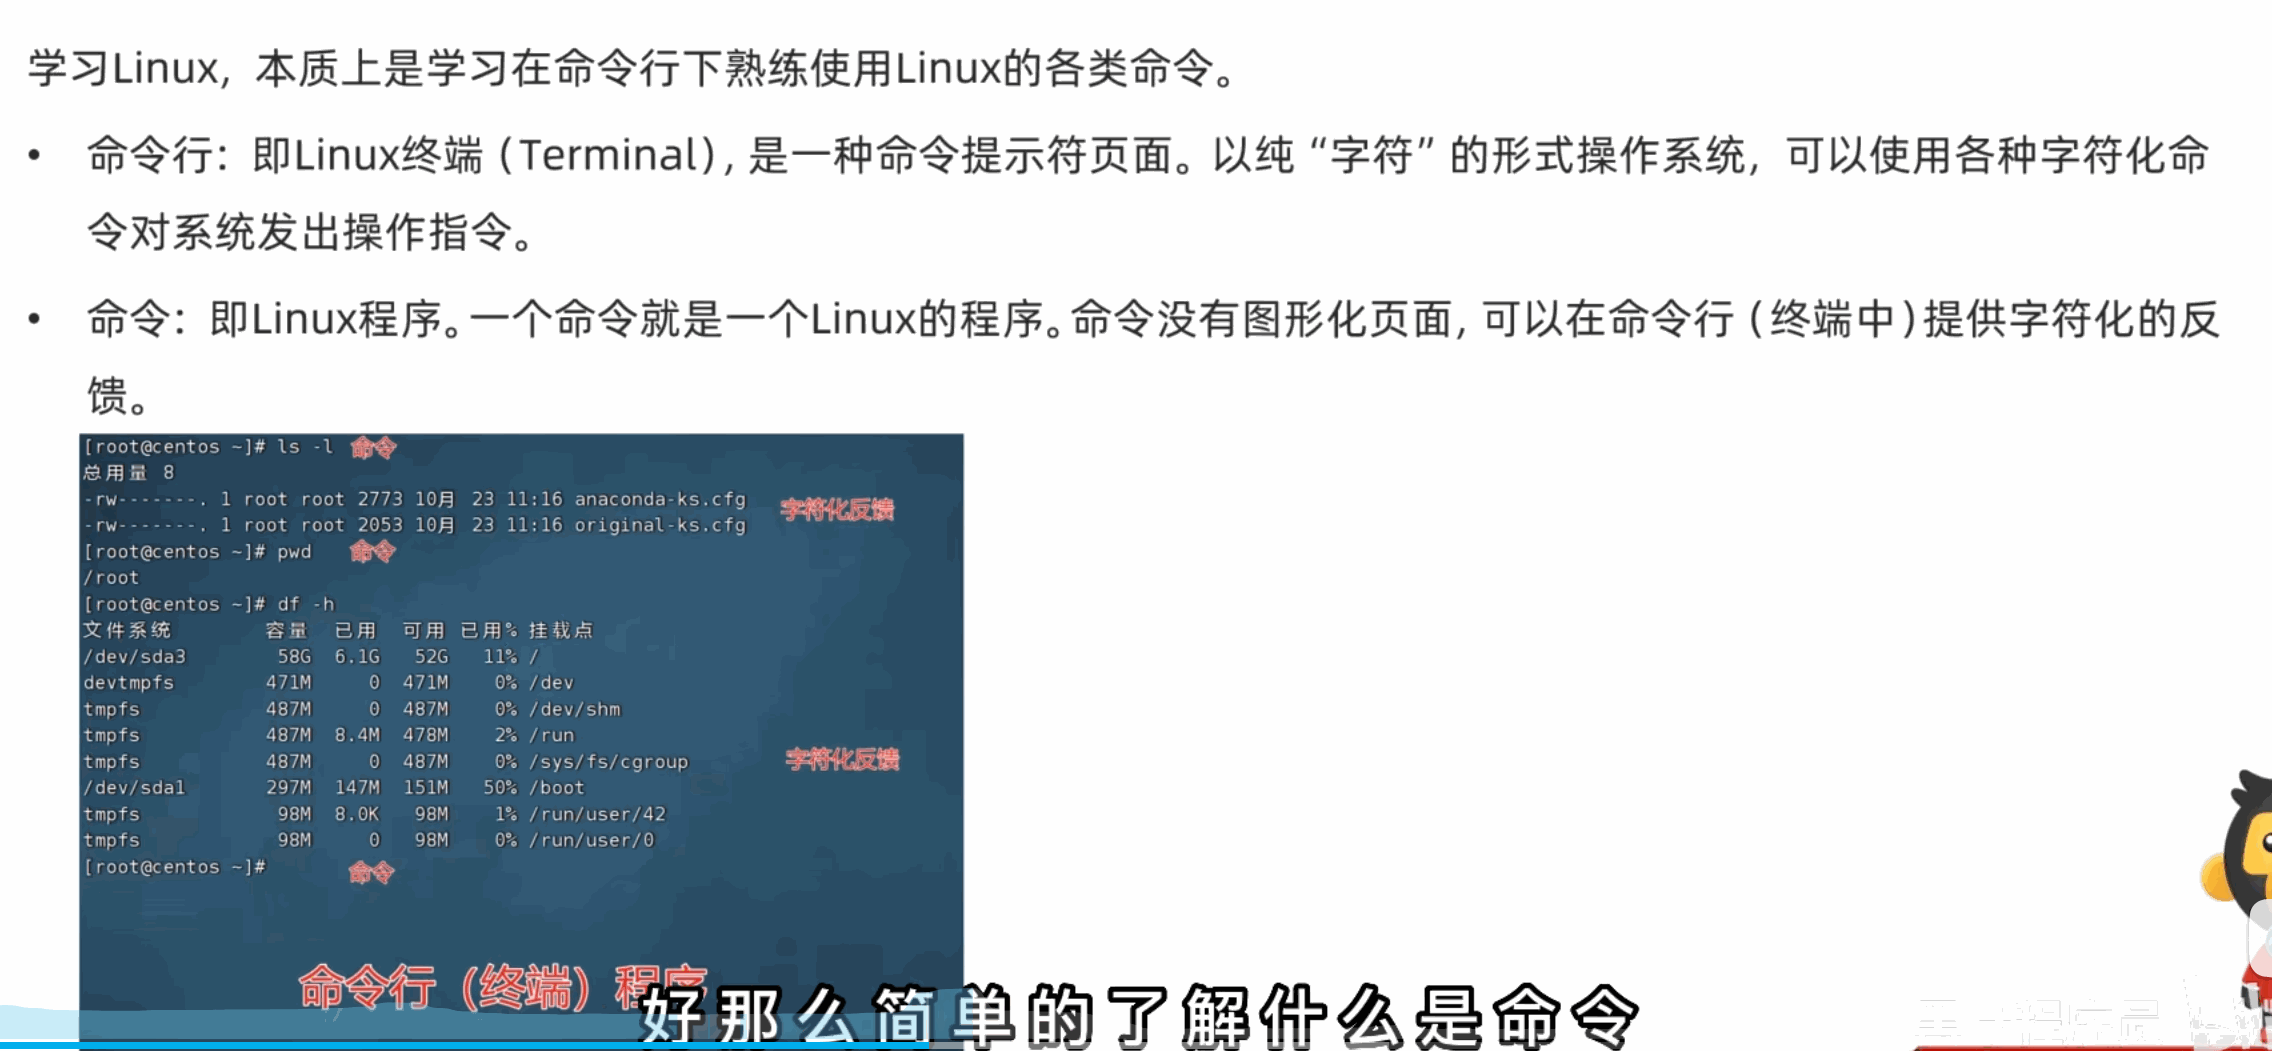 学习Linux，本质上是学习在命令行下熟练使用Linux的各类命令。
• 命令行：即Linux终端（Terminal），是一种命令提示符页面。以纯“字符”的形式操作系统，可以使用各种字符化命
令对系统发出操作指令。
• 命令：即Linux程序。一个命令就是一个Linux的程序。命令没有图形化页面，可以在命令行（终端中）提供字符化的反
馈。
[root@centos ~]# ls -l 命令
总用量 8
-rw-------. 1 root root 2773 10月 23 11:16 anaconda-ks.cfg
字符化反馈
-rw-------. 1 root root 2053 10月 23 11:16 original-ks.cfg
[root@centos ~]# pwd 命令
/root
[root@centos ~]# df -h
文件系统 容量 已用 可用 已用% 挂载点
/dev/sda3 58G 6.1G 52G 11% /
devtmpfs 471M 0 471M 0% /dev
tmpfs 487M 0 487M 0% /dev/shm
tmpfs 487M 8.4M 478M 2% /run
tmpfs 487M 0 487M 0% /sys/fs/cgroup 字符化反馈
/dev/sda1 297M 147M 151M 50% /boot
tmpfs 98M 8.0K 98M 1% /run/user/42
tmpfs 98M 0 98M 0% /run/user/0
[root@centos ~]# 命令
命令行（终端）程序
好那么简单的了解什么是命令